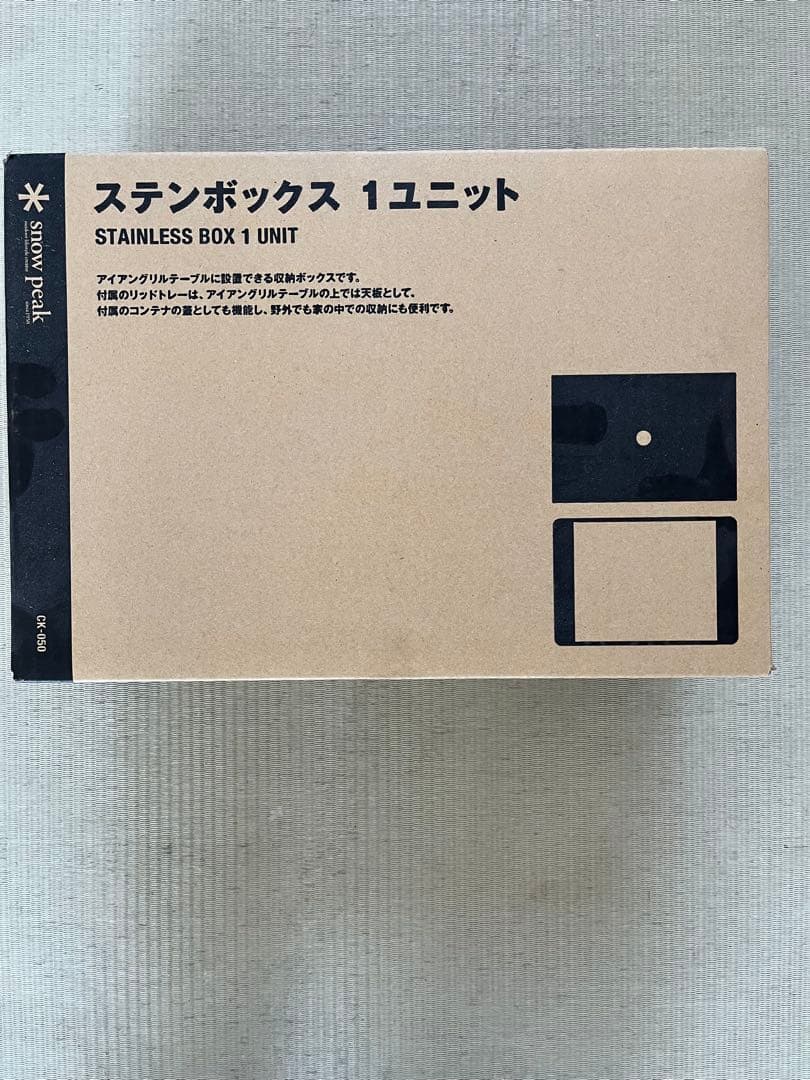 ステンボックス 1ユニット
STAINLESS BOX 1 UNIT
アイアングリルテーブルに設置できる収納ボックスです。
付属のリッドトレーは、アイアングリルテーブルの上では天板として、
付属のコンテナの蓋としても機能し、野外でも家の中での収納にも便利です。
snow peak
CK-050